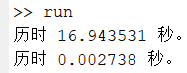 >> run
历时 16.943531 秒。
历时 0.002738 秒。